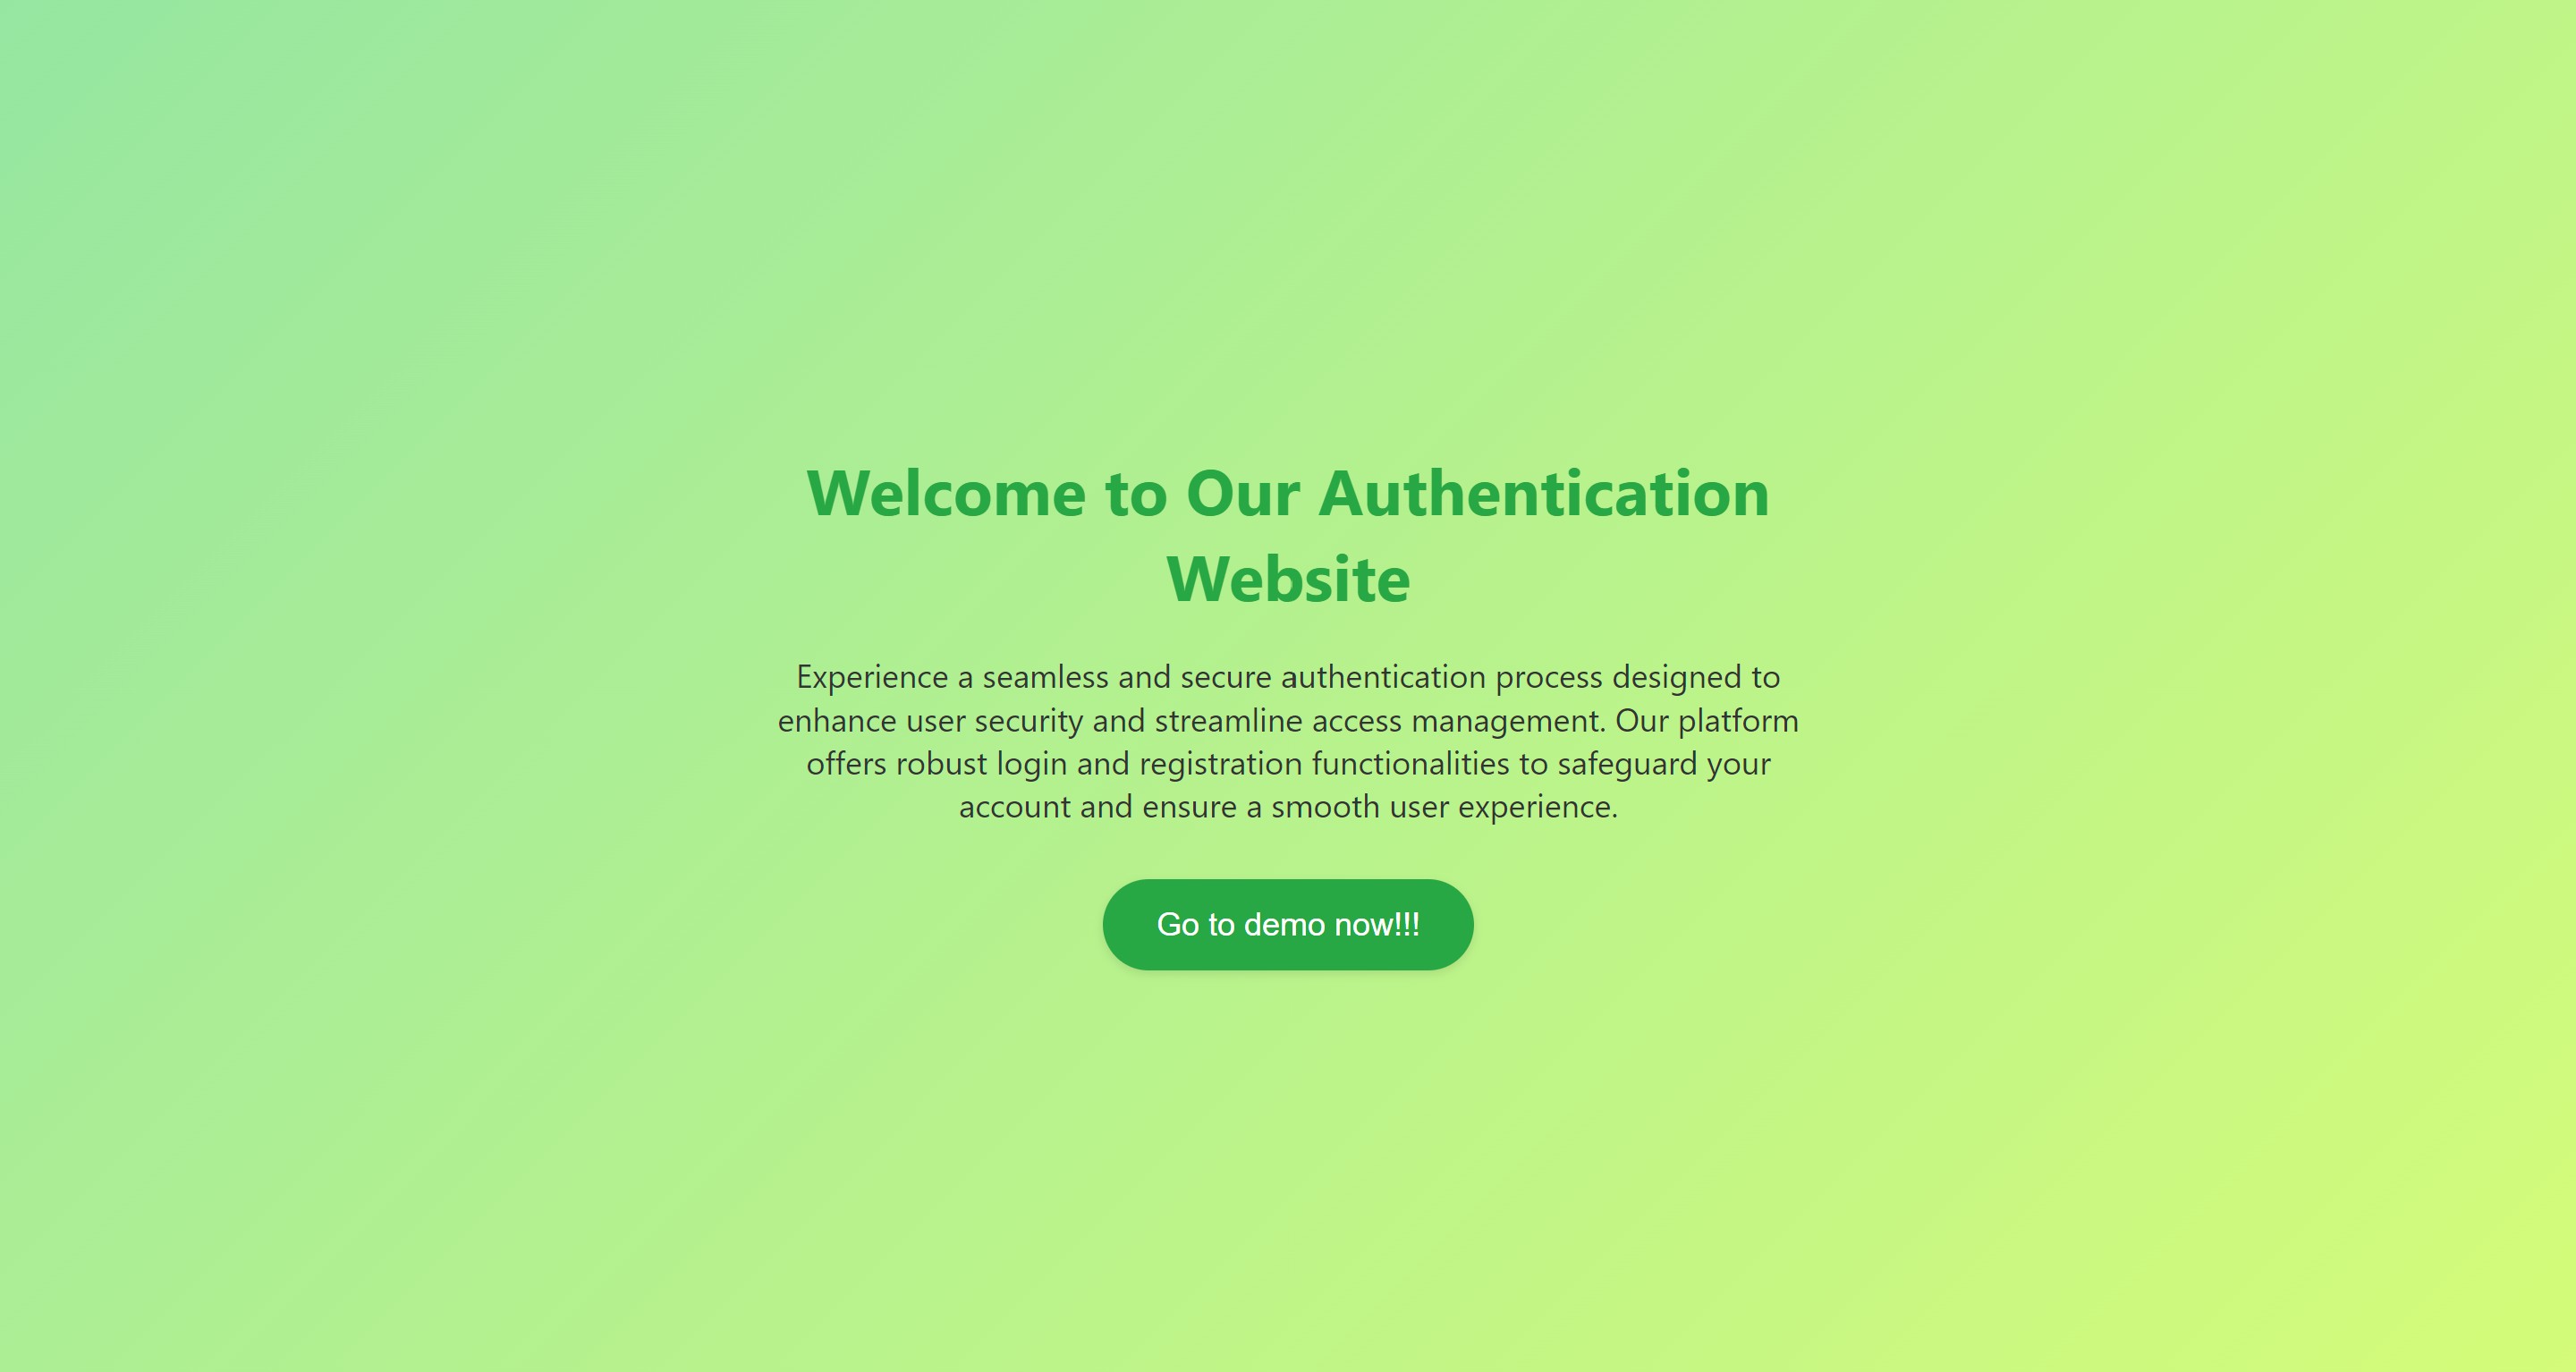 Welcome to Our Authentication
Website
Experience a seamless and secure authentication process designed to
enhance user security and streamline access management. Our platform
offers robust login and registration functionalities to safeguard your
account and ensure a smooth user experience.
Go to demo now!!!